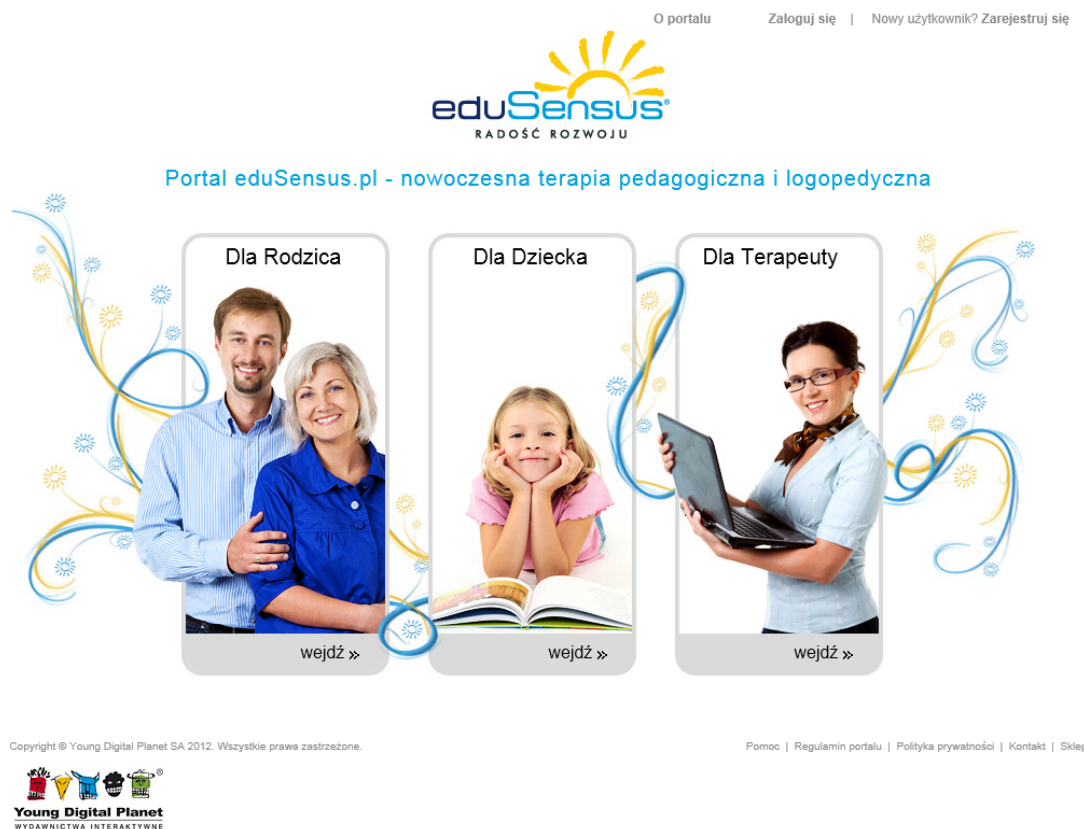 O portalu Zaloguj się | Nowy użytkownik? Zarejestruj się
eduSensus®
RADOŚĆ ROZWOJU
Portal eduSensus.pl - nowoczesna terapia pedagogiczna i logopedyczna
Dla Rodzica
Dla Dziecka
Dla Terapeuty
wejdź
wejdź
wejdź
Copyright © Young Digital Planet SA 2012. Wszystkie prawa zastrzeżone.
Pomoc | Regulamin portalu | Polityka prywatności | Kontakt | Sklep
®
Young Digital Planet
WYDAWNICTWA INTERAKTYWNE